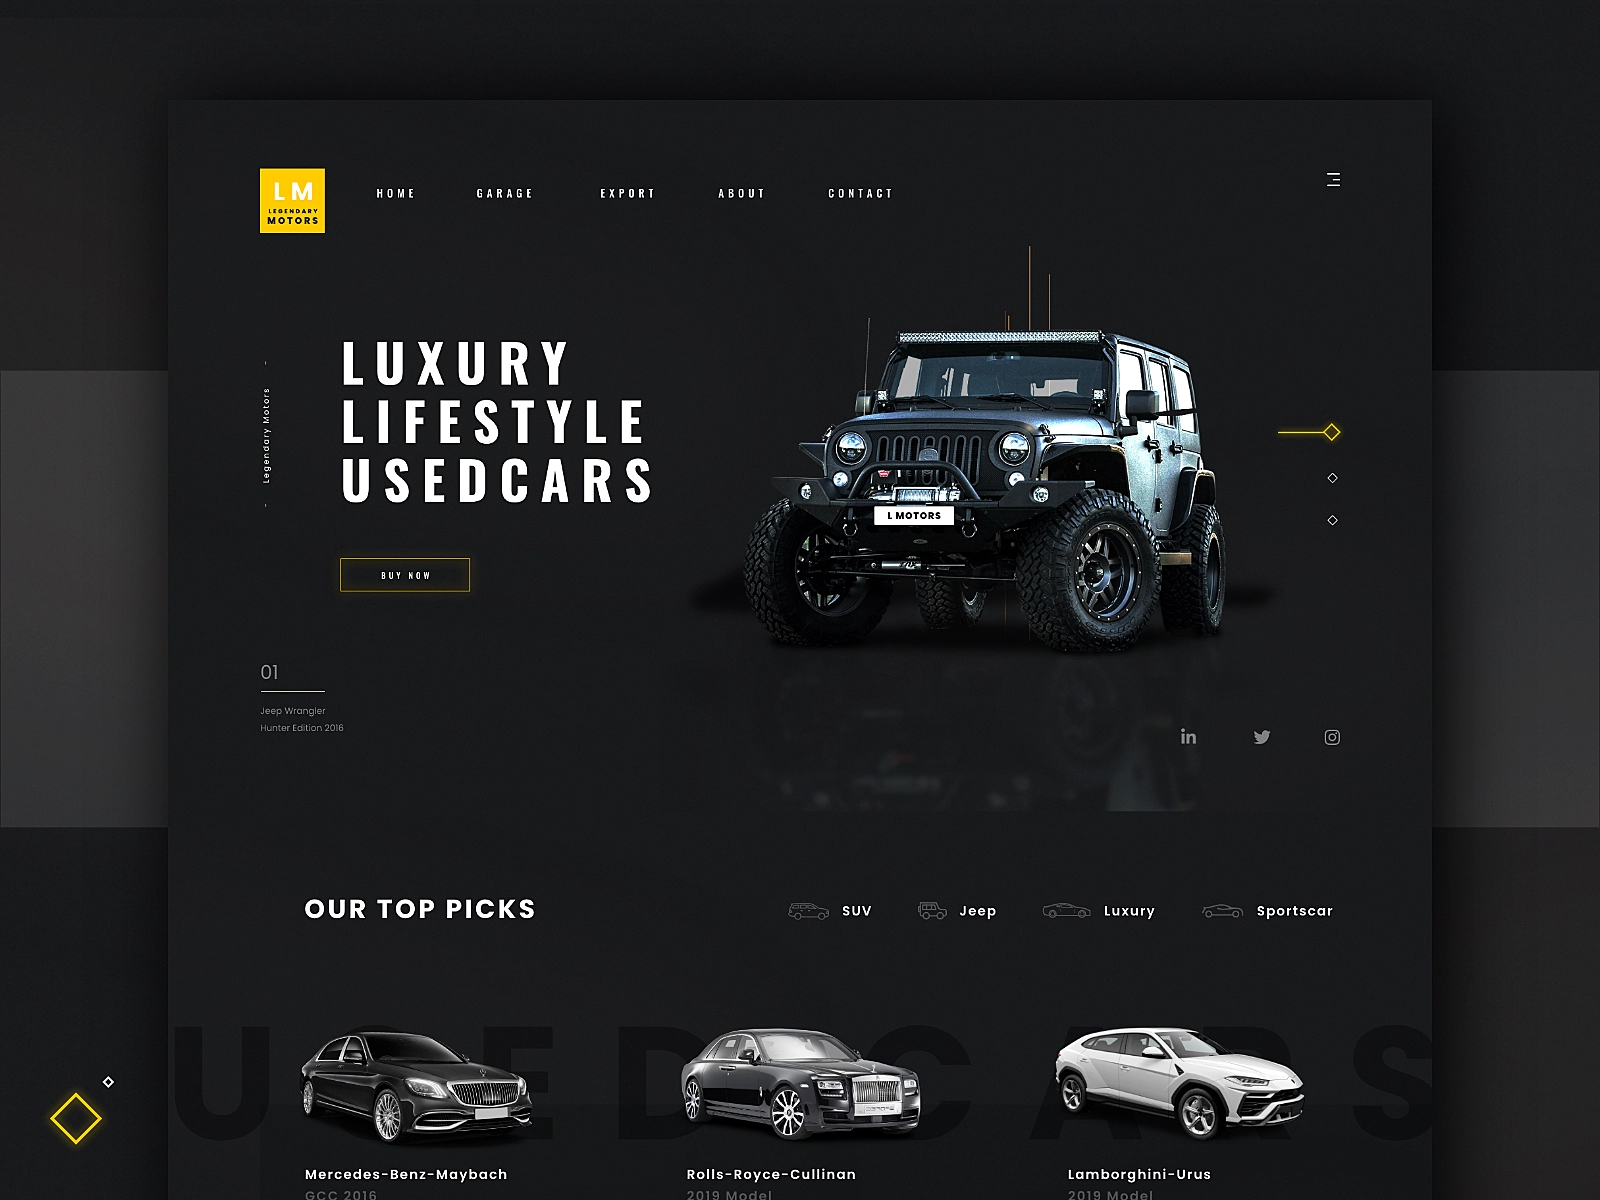 LM
LEGENDARY
MOTORS
HOME
GARAGE
EXPORT
ABOUT
CONTACT
LUXURY
LIFESTYLE
USEDCARS
- Legendary Motors -
L MOTORS
BUY NOW
01
Jeep Wrangler
Hunter Edition 2016
in
OUR TOP PICKS
SUV
Jeep
Luxury
Sportscar
USEDCARS
Mercedes-Benz-Maybach
Rolls-Royce-Cullinan
Lamborghini-Urus
GCC 2016
2019 Model
2019 Model